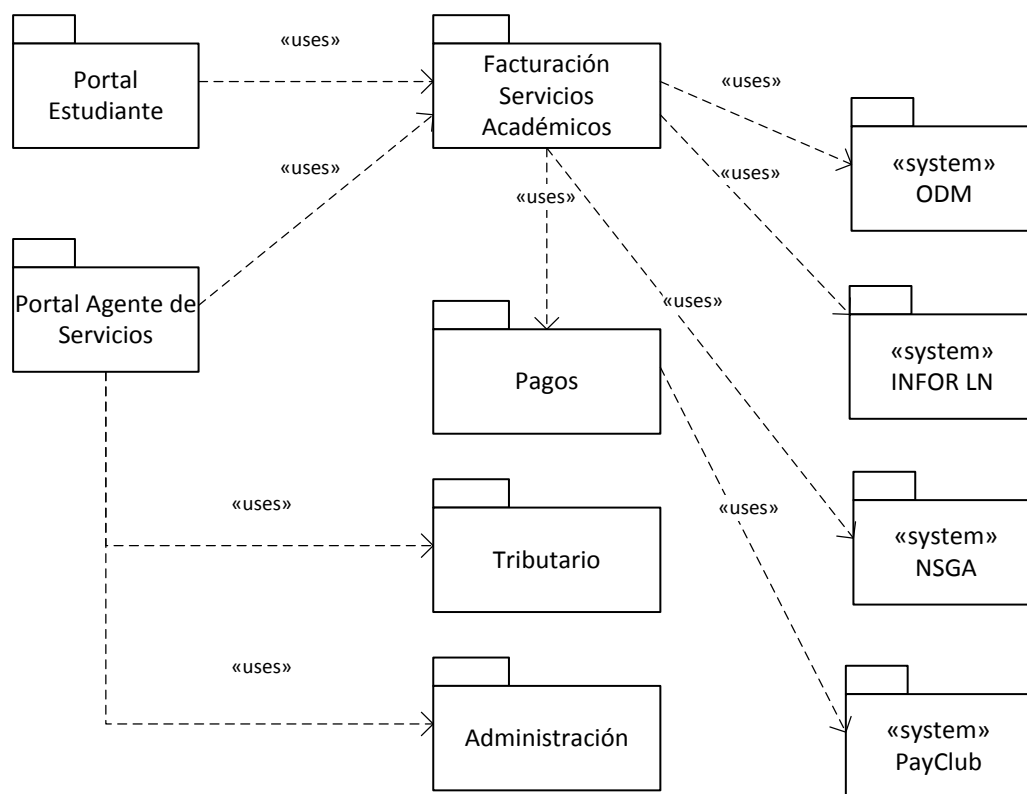 «uses»
Portal
Estudiante
Facturación
Servicios
Académicos
«uses»
«system»
ODM
«uses»
«uses»
«uses»
Portal Agente de
Servicios
«uses»
«system»
INFOR LN
Pagos
«uses»
«uses»
Tributario
«system»
NSGA
«uses»
Administración
«system»
PayClub